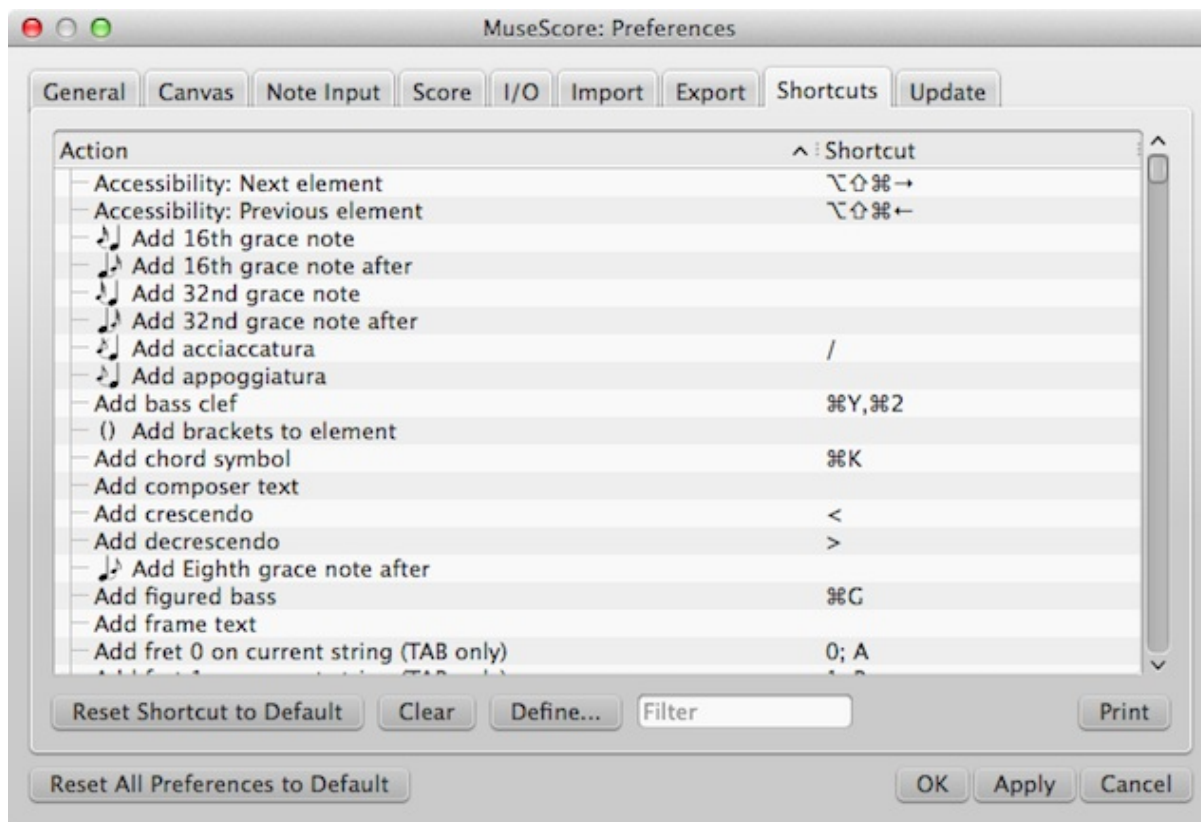 MuseScore: Preferences
General Canvas Note Input Score I/O Import Export Shortcuts Update
Action Shortcut
Accessibility: Next element ⌥⇧⌘→
Accessibility: Previous element ⌥⇧⌘←
Add 16th grace note
Add 16th grace note after
Add 32nd grace note
Add 32nd grace note after
Add acciaccatura /
Add appoggiatura
Add bass clef ⌘Y,⌘2
() Add brackets to element
Add chord symbol ⌘K
Add composer text
Add crescendo <
Add decrescendo >
Add Eighth grace note after
Add figured bass ⌘G
Add frame text
Add fret 0 on current string (TAB only) 0; A
Reset Shortcut to Default Clear Define... Filter Print
Reset All Preferences to Default OK Apply Cancel